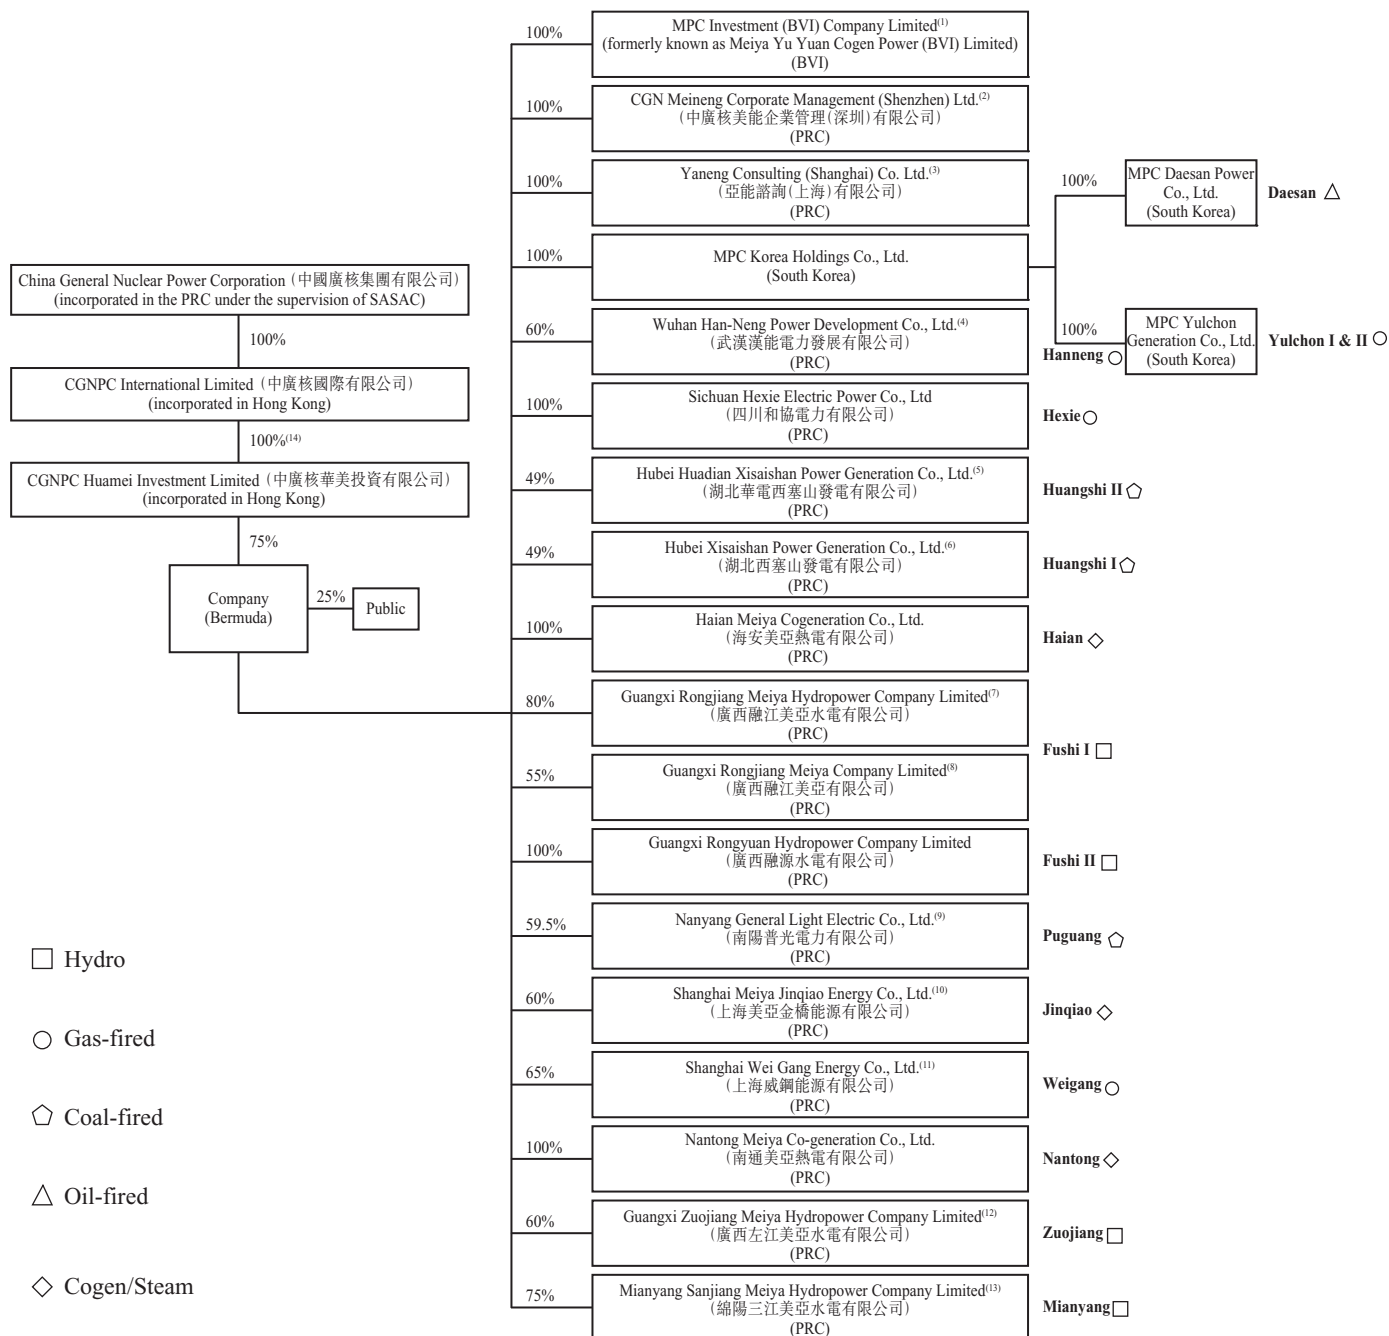 China General Nuclear Power Corporation (中國廣核集團有限公司)
(incorporated in the PRC under the supervision of SASAC)
100%
CGNPC International Limited (中廣核國際有限公司)
(incorporated in Hong Kong)
100%(14)
CGNPC Huamei Investment Limited (中廣核華美投資有限公司)
(incorporated in Hong Kong)
75%
Company
(Bermuda)
25%
Public
100%
MPC Investment (BVI) Company Limited(1)
(formerly known as Meiya Yu Yuan Cogen Power (BVI) Limited)
(BVI)
100%
CGN Meineng Corporate Management (Shenzhen) Ltd.(2)
(中廣核美能企業管理(深圳)有限公司)
(PRC)
100%
Yaneng Consulting (Shanghai) Co. Ltd.(3)
(亞能諮詢(上海)有限公司)
(PRC)
100%
MPC Korea Holdings Co., Ltd.
(South Korea)
100%
MPC Daesan Power
Co., Ltd.
(South Korea)
Daesan
100%
MPC Yulchon
Generation Co., Ltd.
(South Korea)
Yulchon I & II
60%
Wuhan Han-Neng Power Development Co., Ltd.(4)
(武漢漢能電力發展有限公司)
(PRC)
Hanneng
100%
Sichuan Hexie Electric Power Co., Ltd
(四川和協電力有限公司)
(PRC)
Hexie
49%
Hubei Huadian Xisaishan Power Generation Co., Ltd.(5)
(湖北華電西塞山發電有限公司)
(PRC)
Huangshi II
49%
Hubei Xisaishan Power Generation Co., Ltd.(6)
(湖北西塞山發電有限公司)
(PRC)
Huangshi I
100%
Haian Meiya Cogeneration Co., Ltd.
(海安美亞熱電有限公司)
(PRC)
Haian
80%
Guangxi Rongjiang Meiya Hydropower Company Limited(7)
(廣西融江美亞水電有限公司)
(PRC)
Fushi I
55%
Guangxi Rongjiang Meiya Company Limited(8)
(廣西融江美亞有限公司)
(PRC)
100%
Guangxi Rongyuan Hydropower Company Limited
(廣西融源水電有限公司)
(PRC)
Fushi II
59.5%
Nanyang General Light Electric Co., Ltd.(9)
(南陽普光電力有限公司)
(PRC)
Puguang
60%
Shanghai Meiya Jinqiao Energy Co., Ltd.(10)
(上海美亞金橋能源有限公司)
(PRC)
Jinqiao
65%
Shanghai Wei Gang Energy Co., Ltd.(11)
(上海威鋼能源有限公司)
(PRC)
Weigang
100%
Nantong Meiya Co-generation Co., Ltd.
(南通美亞熱電有限公司)
(PRC)
Nantong
60%
Guangxi Zuojiang Meiya Hydropower Company Limited(12)
(廣西左江美亞水電有限公司)
(PRC)
Zuojiang
75%
Mianyang Sanjiang Meiya Hydropower Company Limited(13)
(綿陽三江美亞水電有限公司)
(PRC)
Mianyang
Hydro
Gas-fired
Coal-fired
Oil-fired
Cogen/Steam